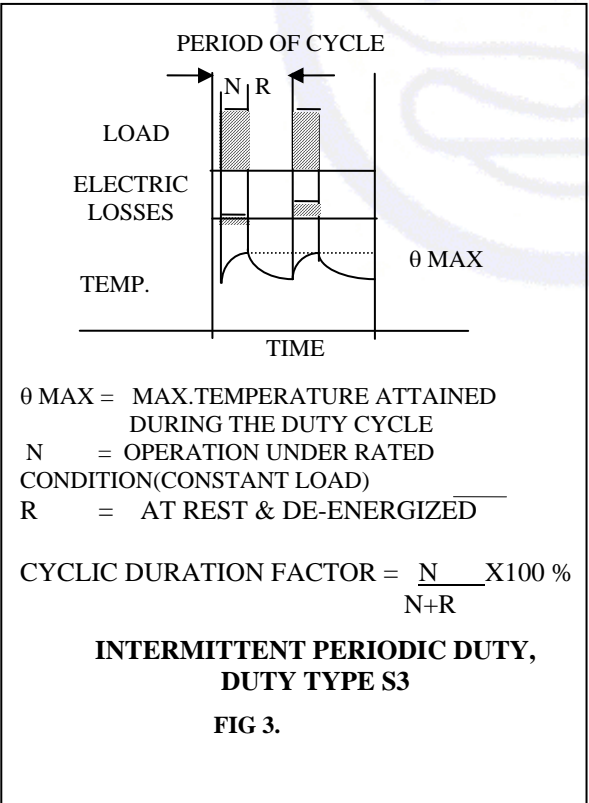 PERIOD OF CYCLE
N R
LOAD
ELECTRIC
LOSSES
θ MAX
TEMP.
TIME
θ MAX = MAX.TEMPERATURE ATTAINED
DURING THE DUTY CYCLE
N = OPERATION UNDER RATED
CONDITION(CONSTANT LOAD)
R = AT REST & DE-ENERGIZED
CYCLIC DURATION FACTOR = N X100 %
N+R
INTERMITTENT PERIODIC DUTY,
DUTY TYPE S3
FIG 3.